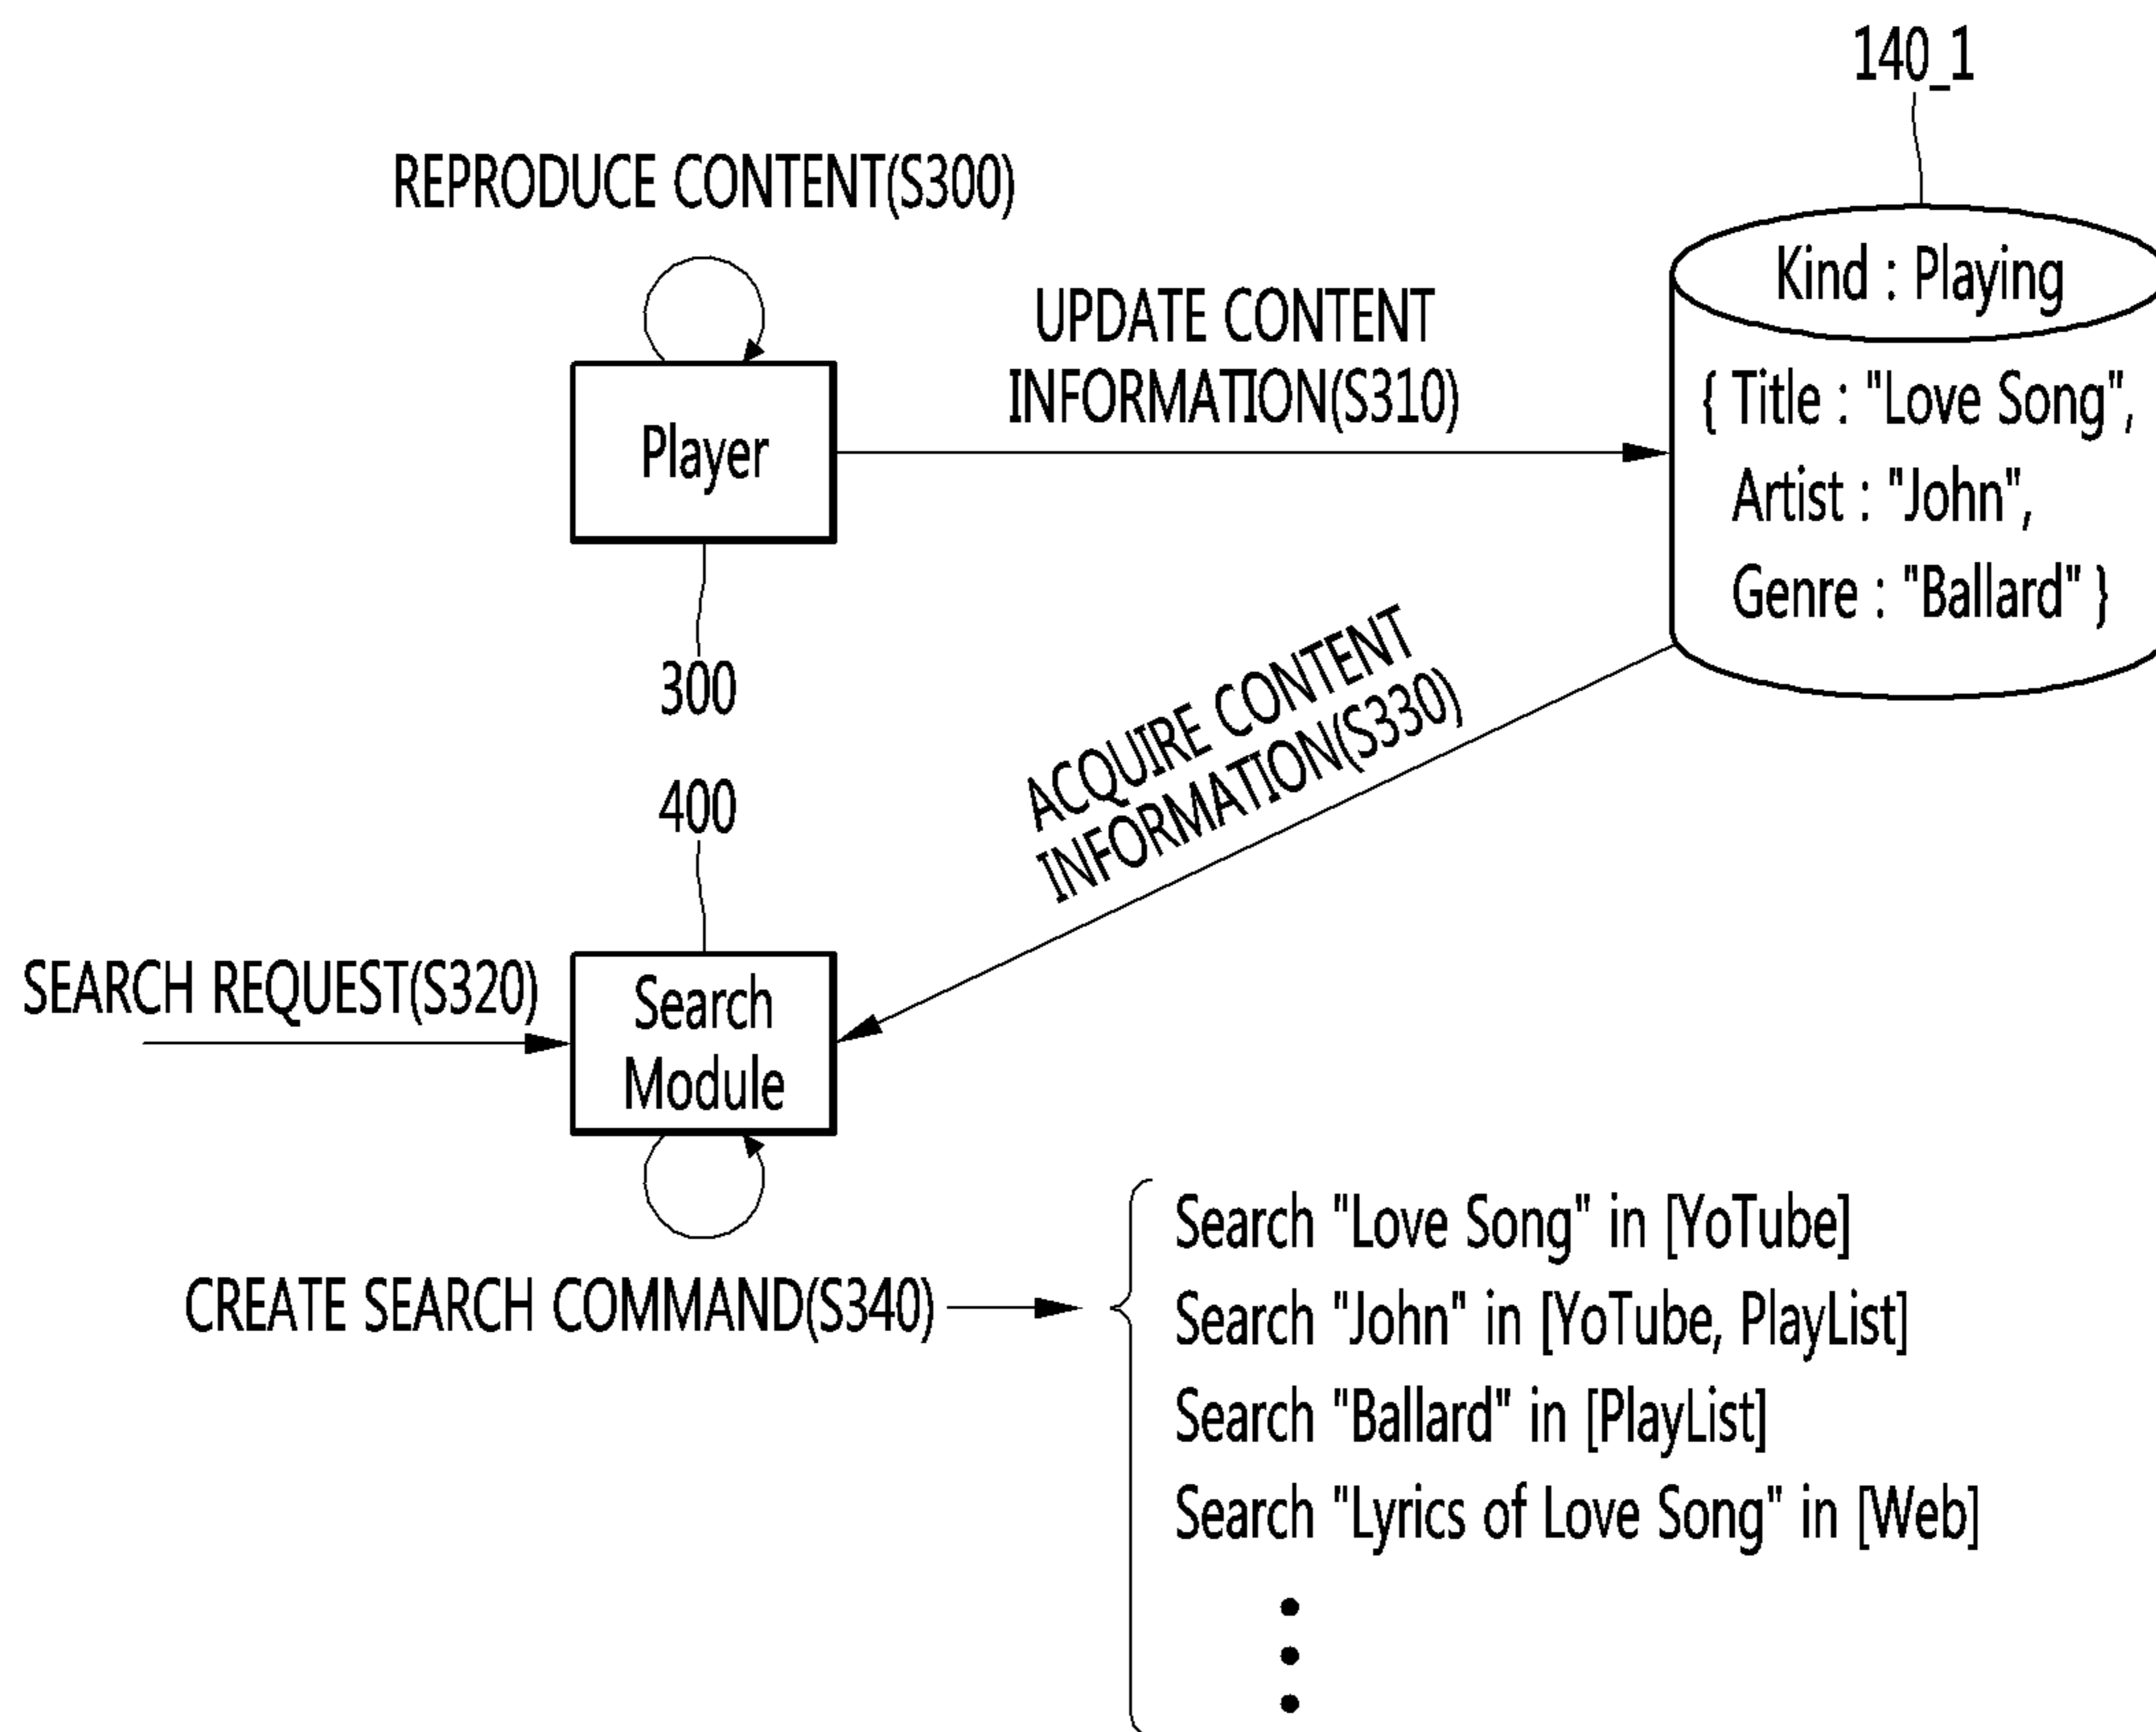 140_1
REPRODUCE CONTENT(S300)
Kind : Playing
UPDATE CONTENT
INFORMATION(S310)
{ Title : "Love Song",
Artist : "John",
Genre : "Ballard" }
Player
300
ACQUIRE CONTENT
INFORMATION(S330)
400
SEARCH REQUEST(S320)
Search
Module
CREATE SEARCH COMMAND(S340)
Search "Love Song" in [YoTube]
Search "John" in [YoTube, PlayList]
Search "Ballard" in [PlayList]
Search "Lyrics of Love Song" in [Web]